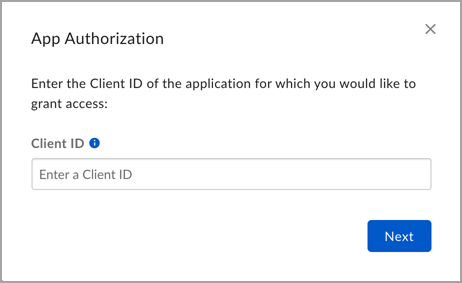 App Authorization
Enter the Client ID of the application for which you would like to
grant access:
Client ID
Enter a Client ID
Next